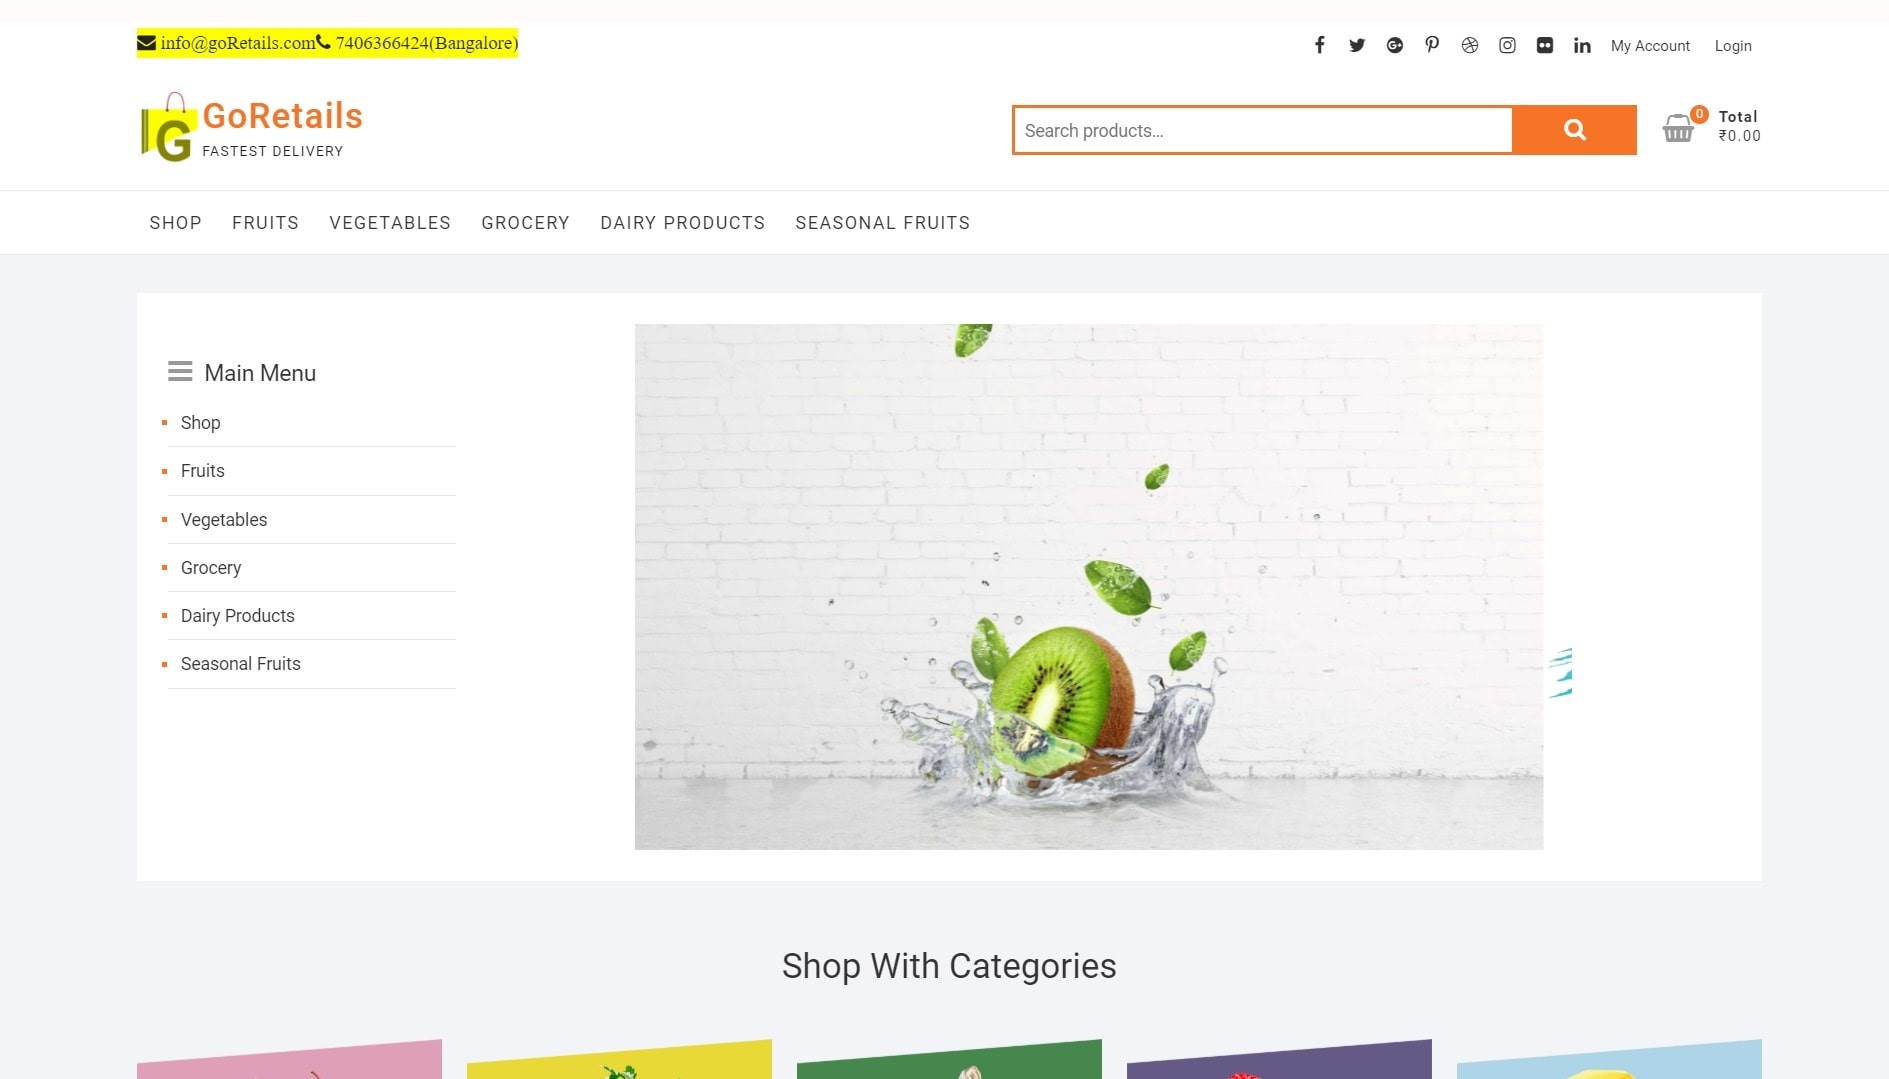 info@goRetails.com 7406366424(Bangalore)
My Account Login
GoRetails
FASTEST DELIVERY
G
Search products…
0
Total
₹0.00
SHOP FRUITS VEGETABLES GROCERY DAIRY PRODUCTS SEASONAL FRUITS
Main Menu
Shop
Fruits
Vegetables
Grocery
Dairy Products
Seasonal Fruits
Shop With Categories